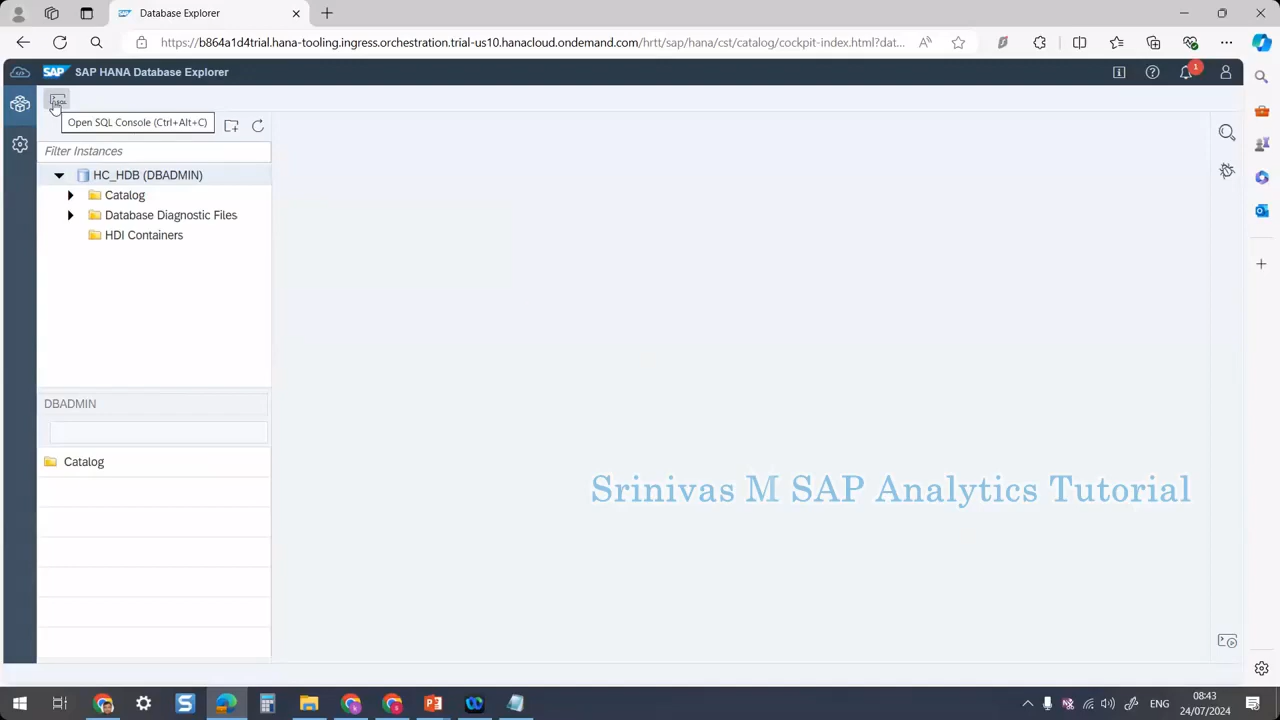 Database Explorer
https://b864a1d4trial.hana-tooling.ingress.orchestration.trial-us10.hanacloud.ondemand.com/hrtt/sap/hana/cst/catalog/cockpit-index.html?dat...
SAP SAP HANA Database Explorer
1
Open SQL Console (Ctrl+Alt+C)
Filter Instances
HC_HDB (DBADMIN)
Catalog
Database Diagnostic Files
HDI Containers
DBADMIN
Catalog
Srinivas M SAP Analytics Tutorial
ENG
08:43
24/07/2024